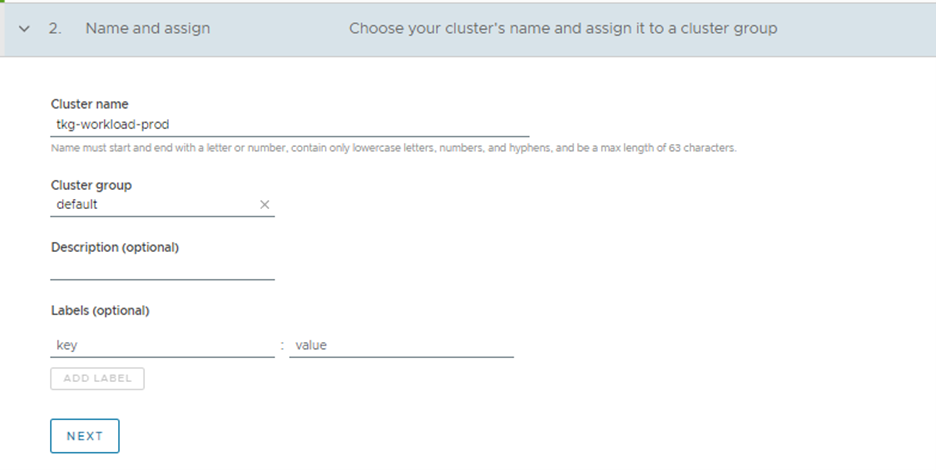 2. Name and assign Choose your cluster's name and assign it to a cluster group
Cluster name
tkg-workload-prod
Name must start and end with a letter or number, contain only lowercase letters, numbers, and hyphens, and be a max length of 63 characters.
Cluster group
default
Description (optional)
Labels (optional)
key : value
ADD LABEL
NEXT